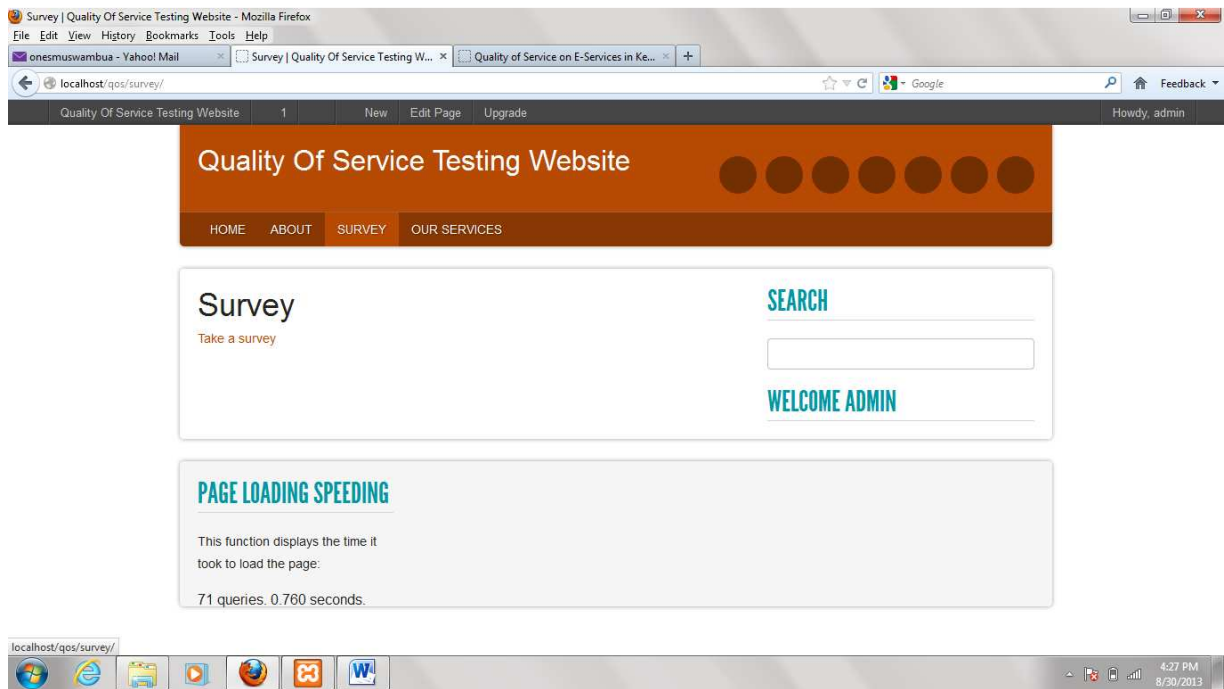 Survey | Quality Of Service Testing Website - Mozilla Firefox
File Edit View History Bookmarks Tools Help
onesmuswambua - Yahoo! Mail
Survey | Quality Of Service Testing W...
Quality of Service on E-Services in Ke...
localhost/qos/survey/
Google
Feedback
Quality Of Service Testing Website 1 New Edit Page Upgrade Howdy, admin
Quality Of Service Testing Website
HOME ABOUT SURVEY OUR SERVICES
Survey
Take a survey
SEARCH
WELCOME ADMIN
PAGE LOADING SPEEDING
This function displays the time it
took to load the page:
71 queries. 0.760 seconds.
localhost/qos/survey/
4:27 PM
8/30/2013